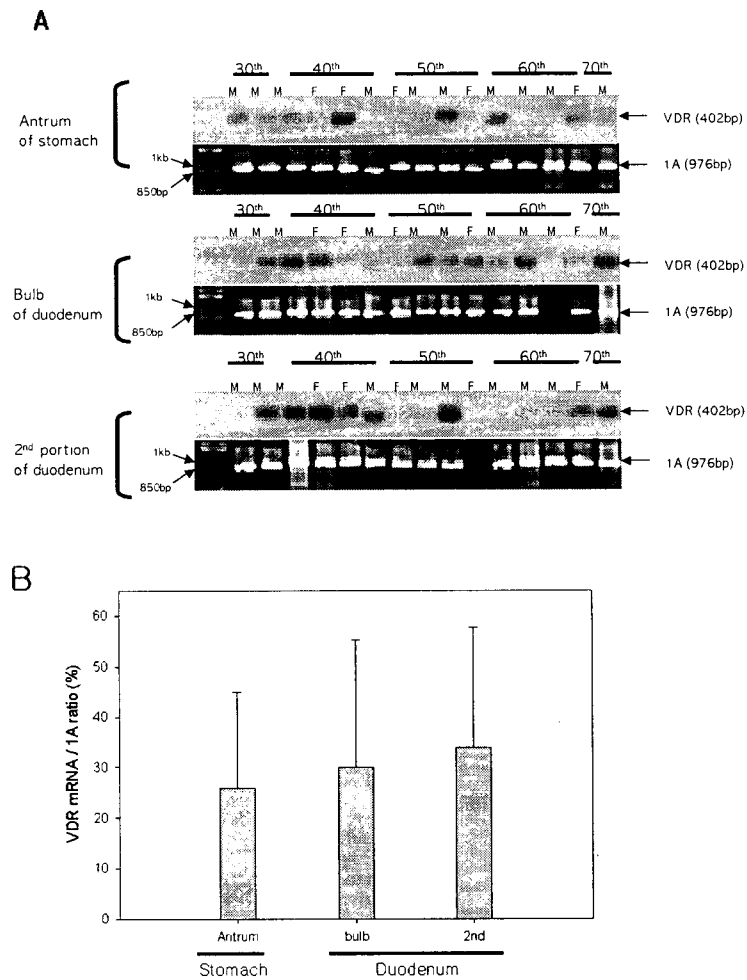 A
30th 40th 50th 60th 70th
M M M F F M F M M F M M M F M
Antrum
of stomach
VDR (402bp)
1kb
850bp
1A (976bp)
30th 40th 50th 60th 70th
M M M F F M F M M F M M M F M
Bulb
of duodenum
VDR (402bp)
1kb
850bp
1A (976bp)
30th 40th 50th 60th 70th
M M M F F M F M M F M M M F M
2nd portion
of duodenum
VDR (402bp)
1kb
850bp
1A (976bp)
B
VDR mRNA / 1A ratio (%)
60
50
40
30
20
10
0
Antrum bulb 2nd
Stomach Duodenum